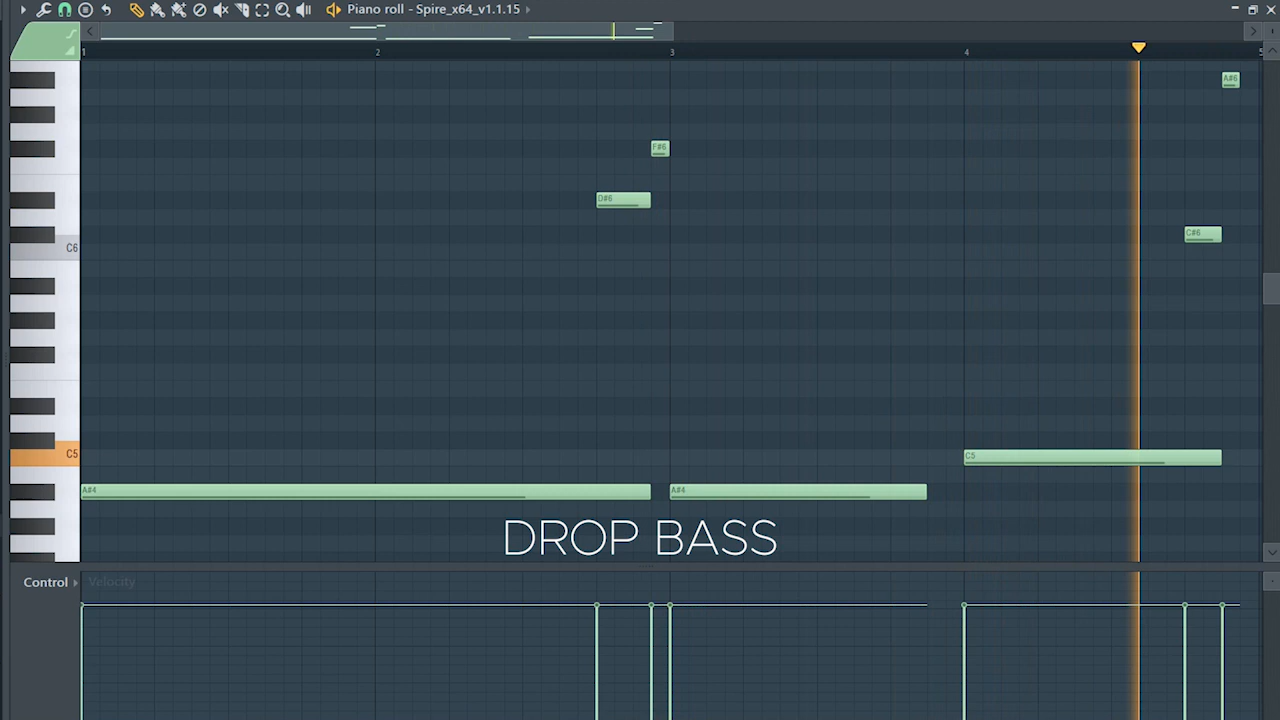 Piano roll - Spire_x64_v1.1.15
1 2 3 4 5
A#6
F#6
D#6
C#6
C6
C5
C5
A#4 A#4
DROP BASS
Control Velocity